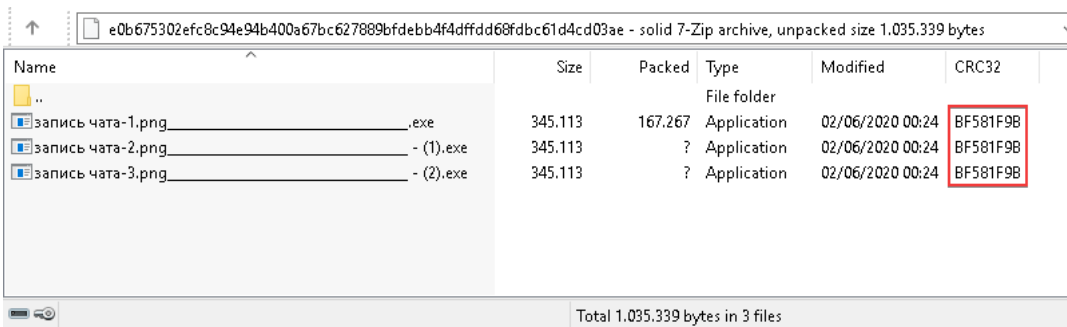 e0b675302efc8c94e94b400a67bc627889bfdebb4f4dffdd68fdbc61d4cd03ae - solid 7-Zip archive, unpacked size 1.035.339 bytes
Name Size Packed Type Modified CRC32
.. File folder
запись чата-1.png______________________________.exe 345.113 167.267 Application 02/06/2020 00:24 BF581F9B
запись чата-2.png______________________________ - (1).exe 345.113 ? Application 02/06/2020 00:24 BF581F9B
запись чата-3.png______________________________ - (2).exe 345.113 ? Application 02/06/2020 00:24 BF581F9B
Total 1.035.339 bytes in 3 files